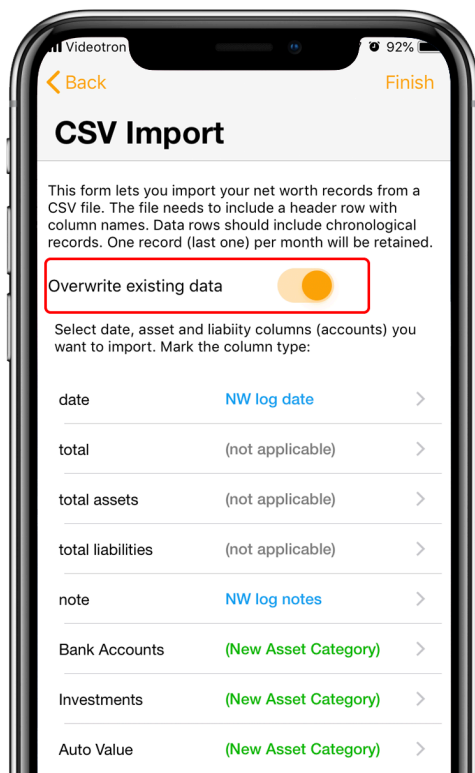 Videotron 92%
Back Finish
CSV Import
This form lets you import your net worth records from a
CSV file. The file needs to include a header row with
column names. Data rows should include chronological
records. One record (last one) per month will be retained.
Overwrite existing data
Select date, asset and liabiity columns (accounts) you
want to import. Mark the column type:
date NW log date
total (not applicable)
total assets (not applicable)
total liabilities (not applicable)
note NW log notes
Bank Accounts (New Asset Category)
Investments (New Asset Category)
Auto Value (New Asset Category)